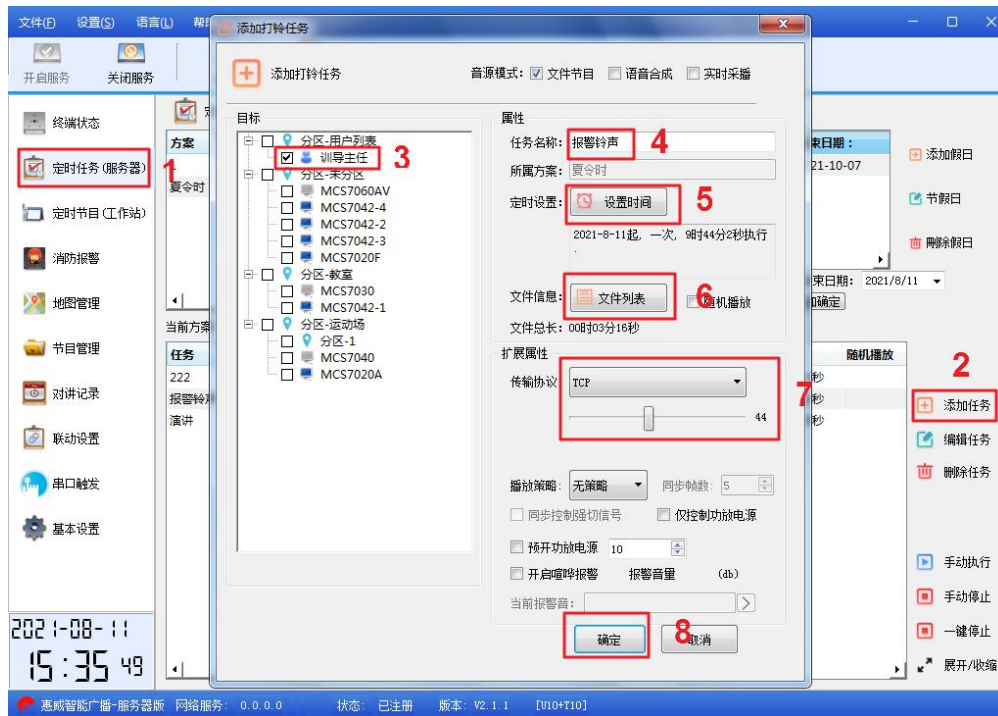 文件(F) 设置(S) 语言(L)
添加打铃任务
开启服务 关闭服务
添加打铃任务 音源模式: 文件节目 语音合成 实时采播
终端状态
定时任务(服务器) 1
定时节目(工作站)
消防报警
地图管理
节目管理
对讲记录
联动设置
串口触发
基本设置
2021-08-11
15:35 49
方案
1
夏令时
当前方案
任务
222
报警铃声
演讲
目标
分区-用户列表
训导主任 3
分区-未分区
MCS7060AV
MCS7042-4
MCS7042-2
MCS7042-3
MCS7020F
分区-教室
MCS7030
MCS7042-1
分区-运动场
分区-1
MCS7040
MCS7020A
属性
任务名称: 报警铃声 4
所属方案: 夏令时
定时设置: 设置时间 5
2021-8-11起, 一次, 9时44分2秒执行
.
文件信息: 文件列表 6 随机播放
文件总长: 00时03分16秒
扩展属性
传输协议 TCP 7
44
播放策略: 无策略 同步帧数: 5
同步控制强切信号 仅控制功放电源
预开功放电源 10
开启喧哗报警 报警音量 (db)
当前报警音:
确定 8 取消
束日期:
21-10-07
添加假日
节假日
删除假日
束日期: 2021/8/11
加确定
随机播放
秒
秒
秒
2
添加任务
编辑任务
删除任务
手动执行
手动停止
一键停止
展开/收缩
惠威智能广播-服务器版 网络服务: 0.0.0.0 状态: 已注册 版本: V2.1.1 [U10+T10]